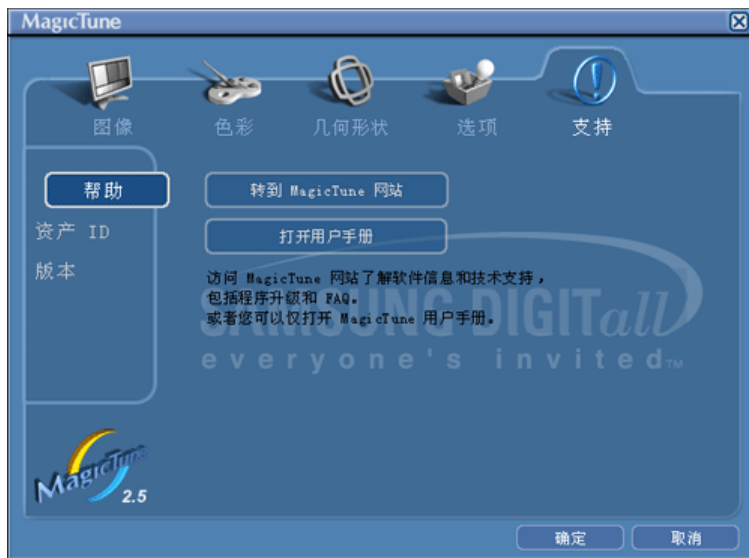 MagicTune
图像
色彩
几何形状
选项
支持
帮助
资产 ID
版本
转到 MagicTune 网站
打开用户手册
访问 MagicTune 网站了解软件信息和技术支持，
包括程序升级和 FAQ。
或者您可以仅打开 MagicTune 用户手册。
SAMSUNG DIGITall
everyone's invited™
MagicTune
2.5
确定
取消